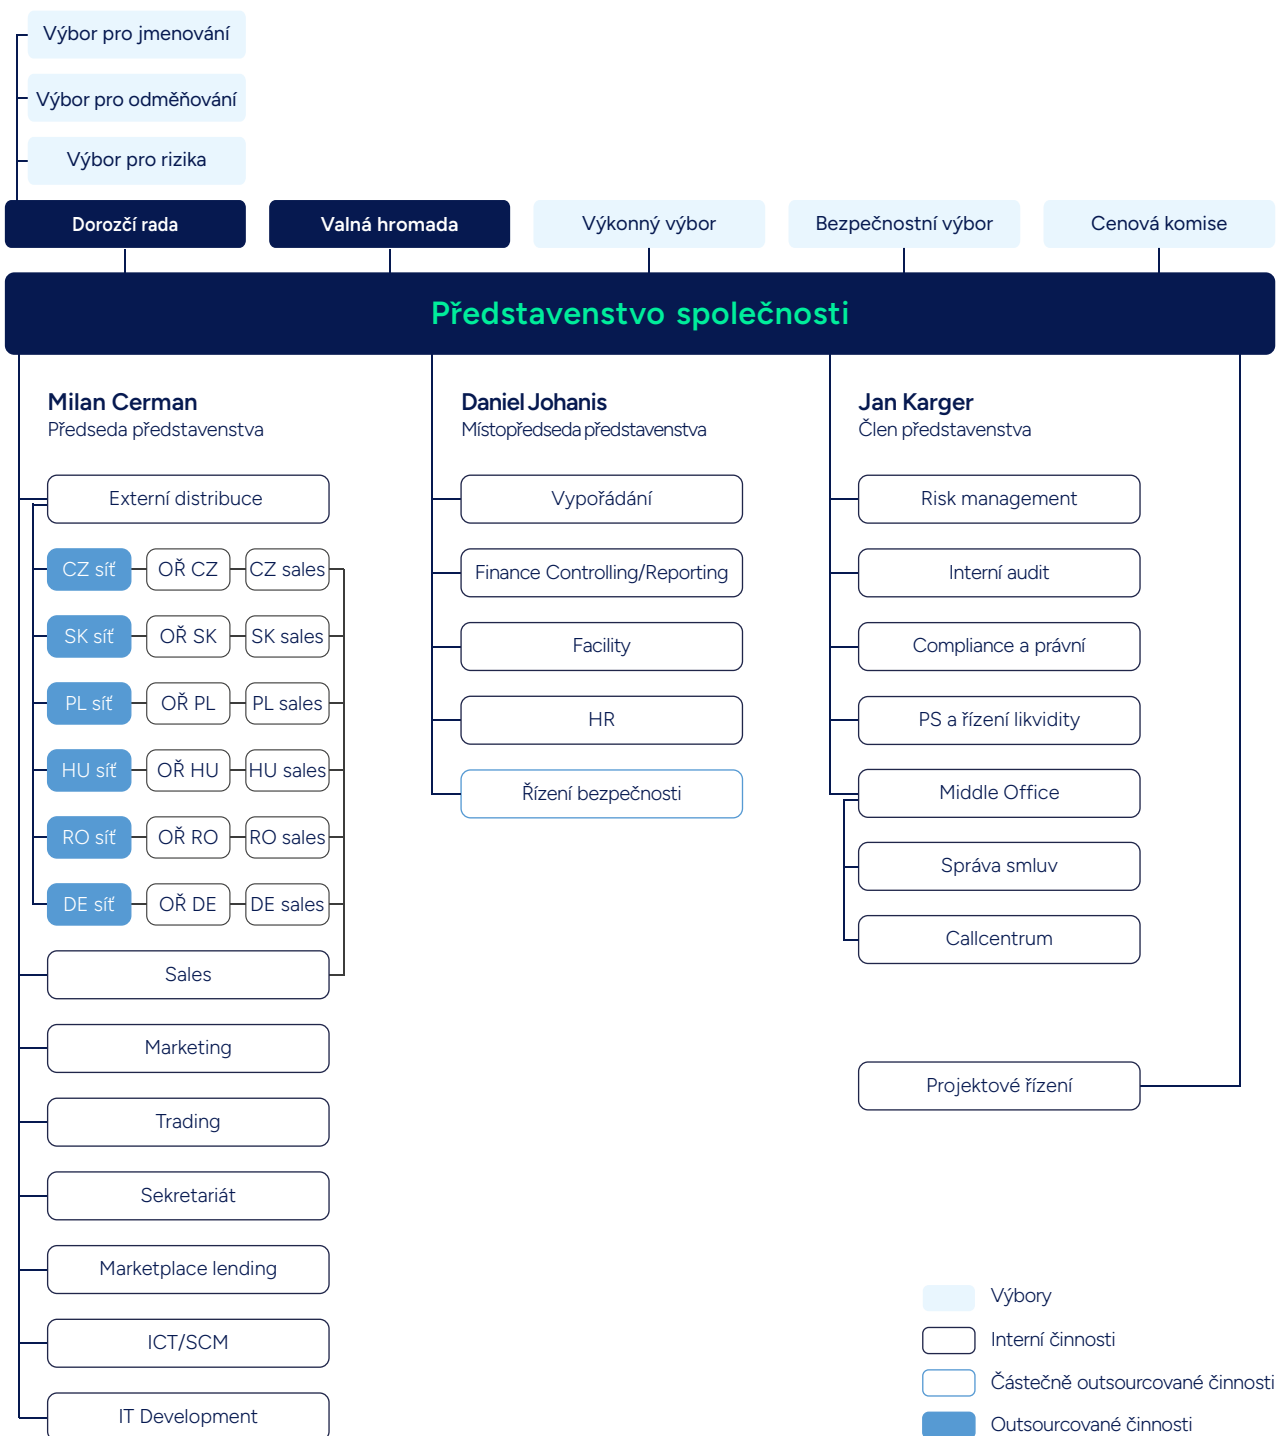 Výbor pro jmenování
Výbor pro odměňování
Výbor pro rizika
Dorozčí rada
Valná hromada
Výkonný výbor
Bezpečnostní výbor
Cenová komise
Představenstvo společnosti
Milan Cerman
Předseda představenstva
Externí distribuce
CZ síť
OŘ CZ
CZ sales
SK síť
OŘ SK
SK sales
PL síť
OŘ PL
PL sales
HU síť
OŘ HU
HU sales
RO síť
OŘ RO
RO sales
DE síť
OŘ DE
DE sales
Sales
Marketing
Trading
Sekretariát
Marketplace lending
ICT/SCM
IT Development
Daniel Johanis
Místopředseda představenstva
Vypořádání
Finance Controlling/Reporting
Facility
HR
Řízení bezpečnosti
Jan Karger
Člen představenstva
Risk management
Interní audit
Compliance a právní
PS a řízení likvidity
Middle Office
Správa smluv
Callcentrum
Projektové řízení
Výbory
Interní činnosti
Částečně outsourcované činnosti
Outsourcované činnosti